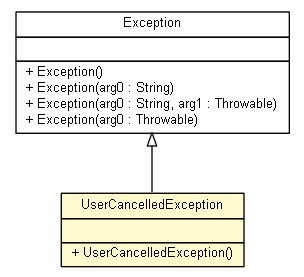 Exception
+ Exception()
+ Exception(arg0 : String)
+ Exception(arg0 : String, arg1 : Throwable)
+ Exception(arg0 : Throwable)
UserCancelledException
+ UserCancelledException()